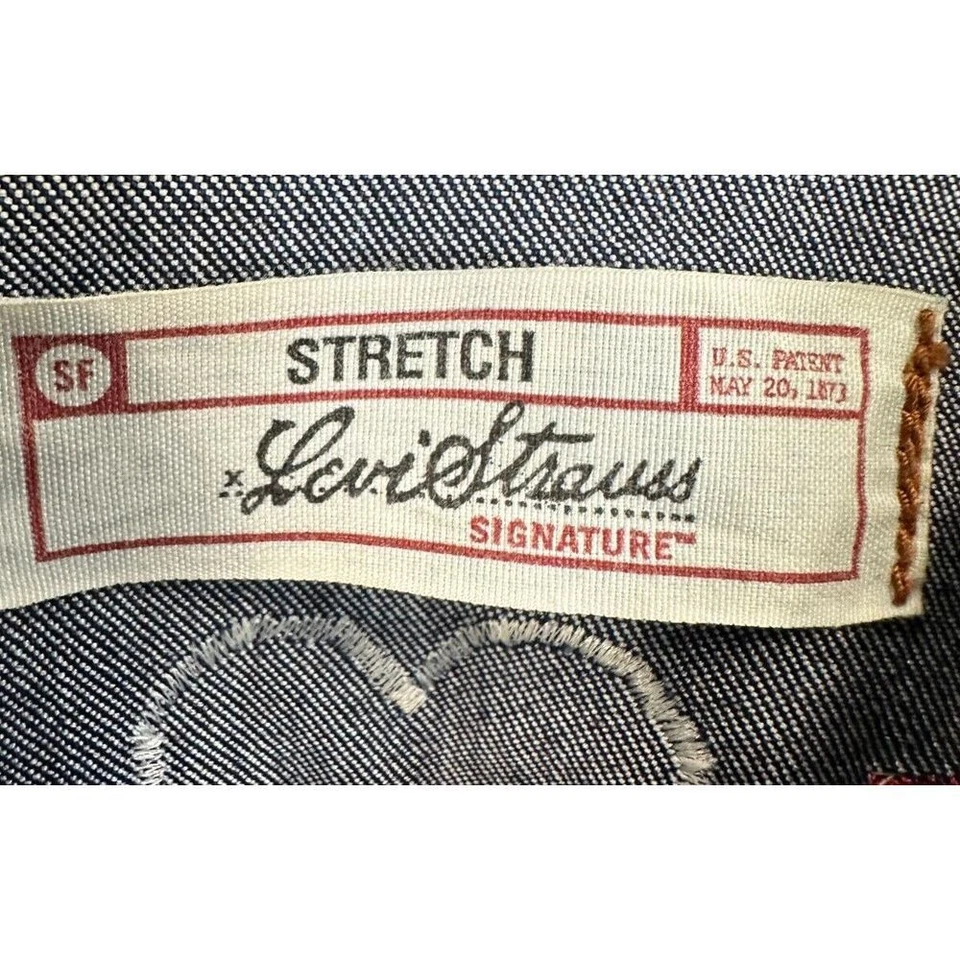 SF
STRETCH
U.S. PATENT
MAY 20, 1873
x Levi Strauss
SIGNATURE™